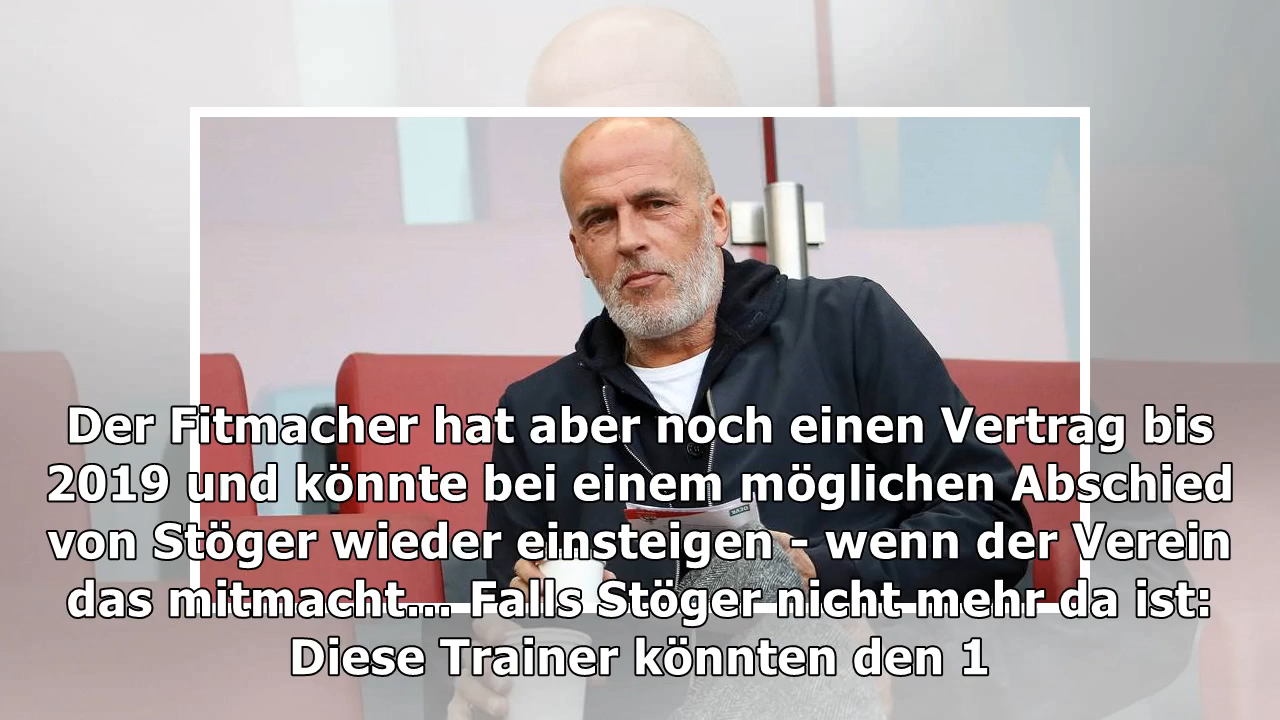 Der Fitmacher hat aber noch einen Vertrag bis
2019 und könnte bei einem möglichen Abschied
von Stöger wieder einsteigen - wenn der Verein
das mitmacht... Falls Stöger nicht mehr da ist:
Diese Trainer könnten den 1